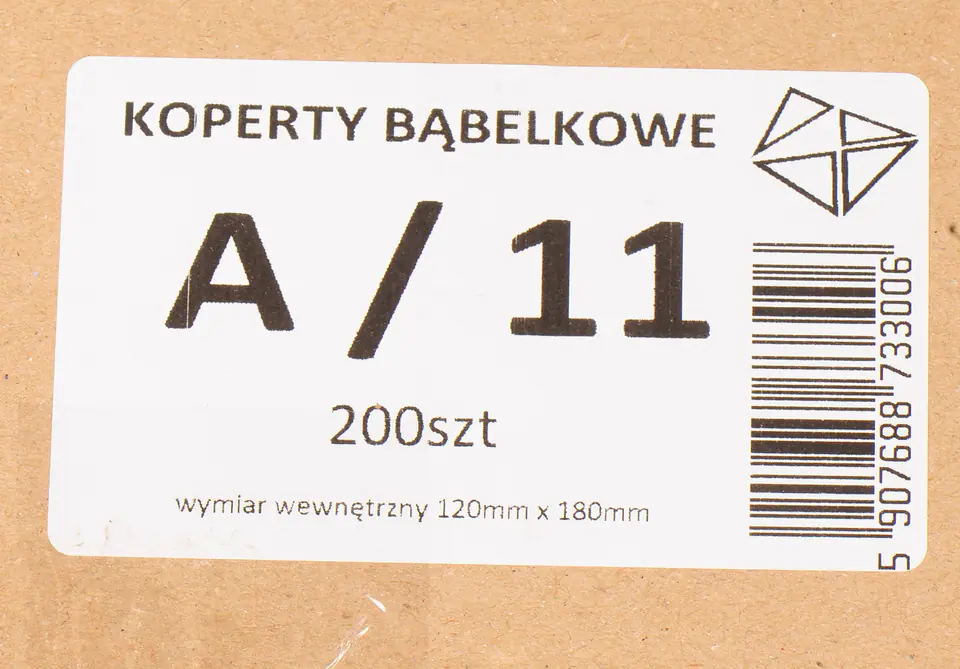 KOPERTY BĄBELKOWE
A / 11
200szt
wymiar wewnętrzny 120mm x 180mm
5 907688 733006